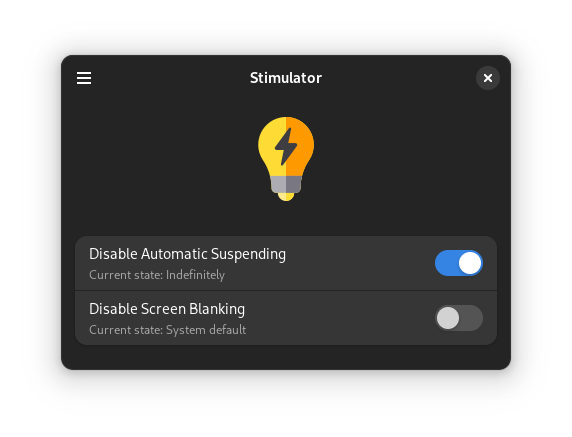 Stimulator
Disable Automatic Suspending
Current state: Indefinitely
Disable Screen Blanking
Current state: System default